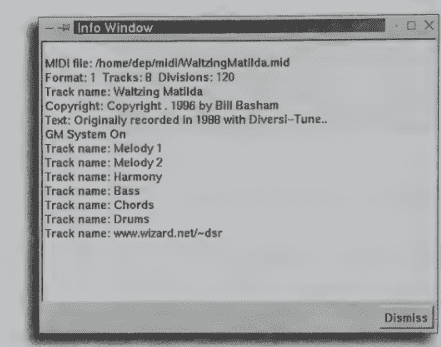 Info Window
MIDI file: /home/dep/midi/WaltzingMatilda.mid
Format: 1 Tracks: 8 Divisions: 120
Track name: Waltzing Matilda
Copyright: Copyright . 1996 by Bill Basham
Text: Originally recorded in 1988 with Diversi-Tune..
GM System On
Track name: Melody 1
Track name: Melody 2
Track name: Harmony
Track name: Bass
Track name: Chords
Track name: Drums
Track name: www.wizard.net/~dsr
Dismiss